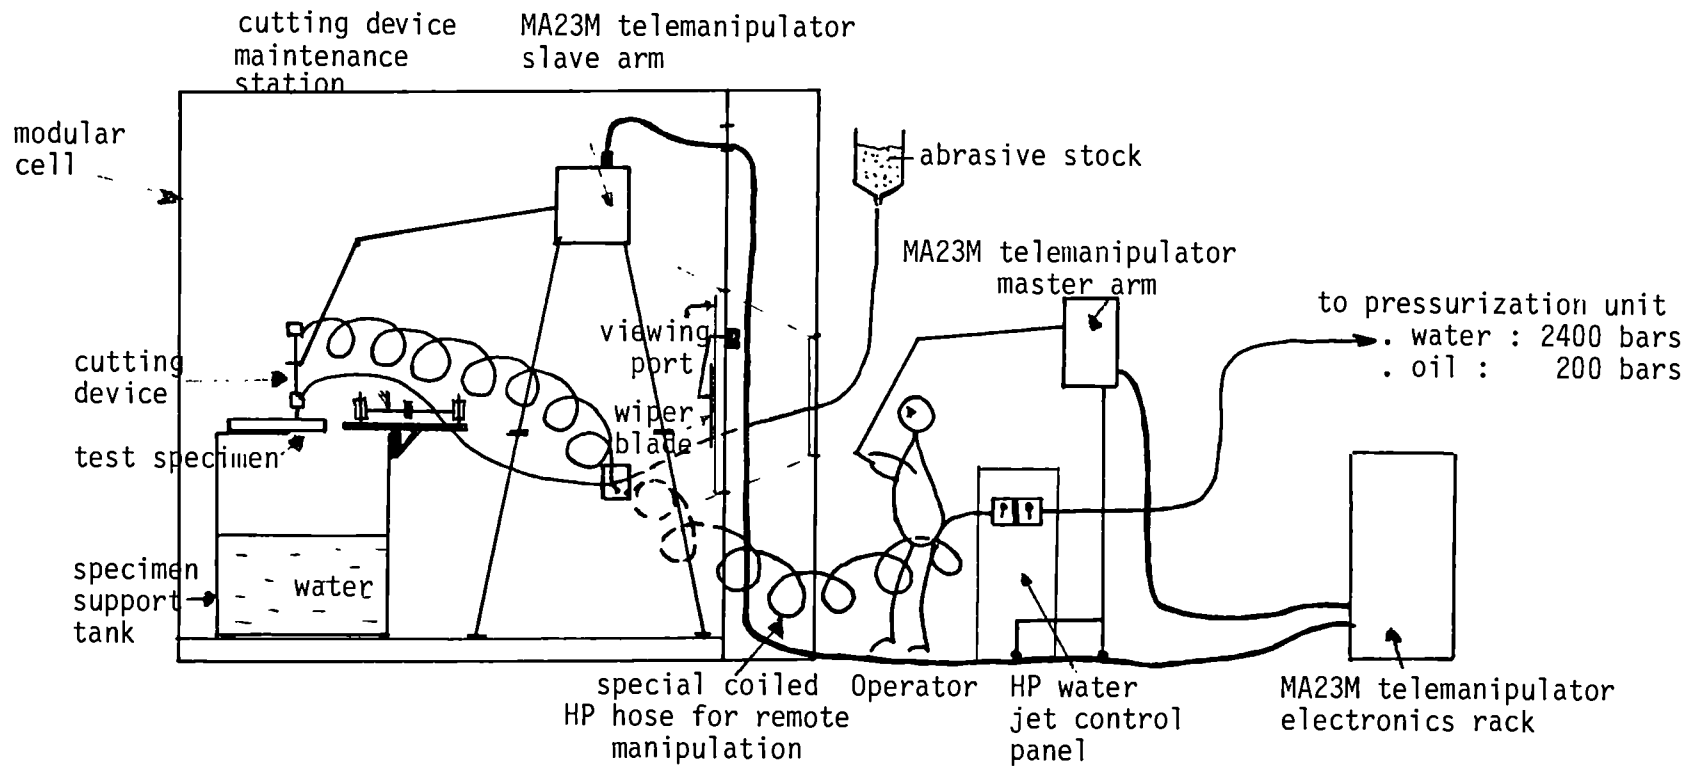 cutting device
maintenance
station
MA23M telemanipulator
slave arm
modular
cell
abrasive stock
MA23M telemanipulator
master arm
to pressurization unit
. water : 2400 bars
. oil : 200 bars
viewing
port
cutting
device
wiper
blade
test specimen
specimen
support
tank
water
special coiled
HP hose for remote
manipulation
Operator
HP water
jet control
panel
MA23M telemanipulator
electronics rack